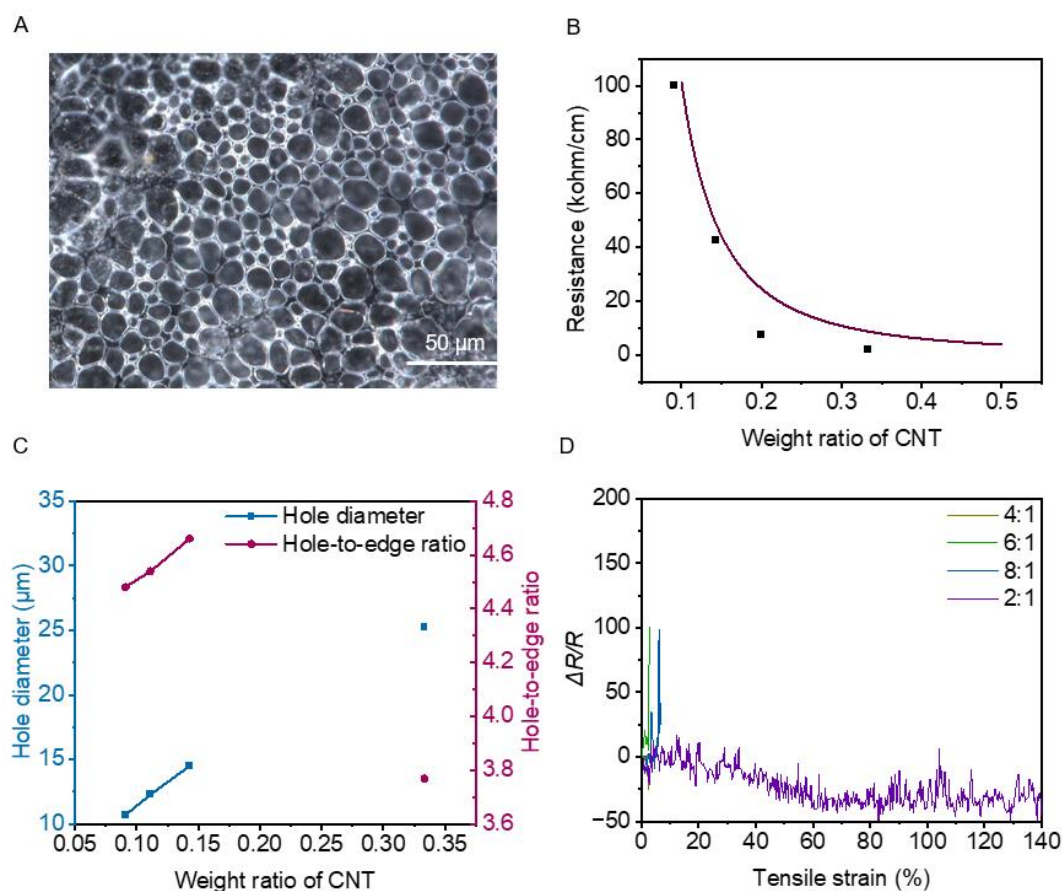 A
50 µm
B
Resistance (kohm/cm)
100
80
60
40
20
0
0.1 0.2 0.3 0.4 0.5
Weight ratio of CNT
C
Hole diameter (µm)
35
30
25
20
15
10
Hole diameter
Hole-to-edge ratio
4.8
4.6
4.4
4.2
4.0
3.8
3.6
Hole-to-edge ratio
0.05 0.10 0.15 0.20 0.25 0.30 0.35
Weight ratio of CNT
D
ΔR/R
200
150
100
50
0
−50
4:1
6:1
8:1
2:1
0 20 40 60 80 100 120 140
Tensile strain (%)